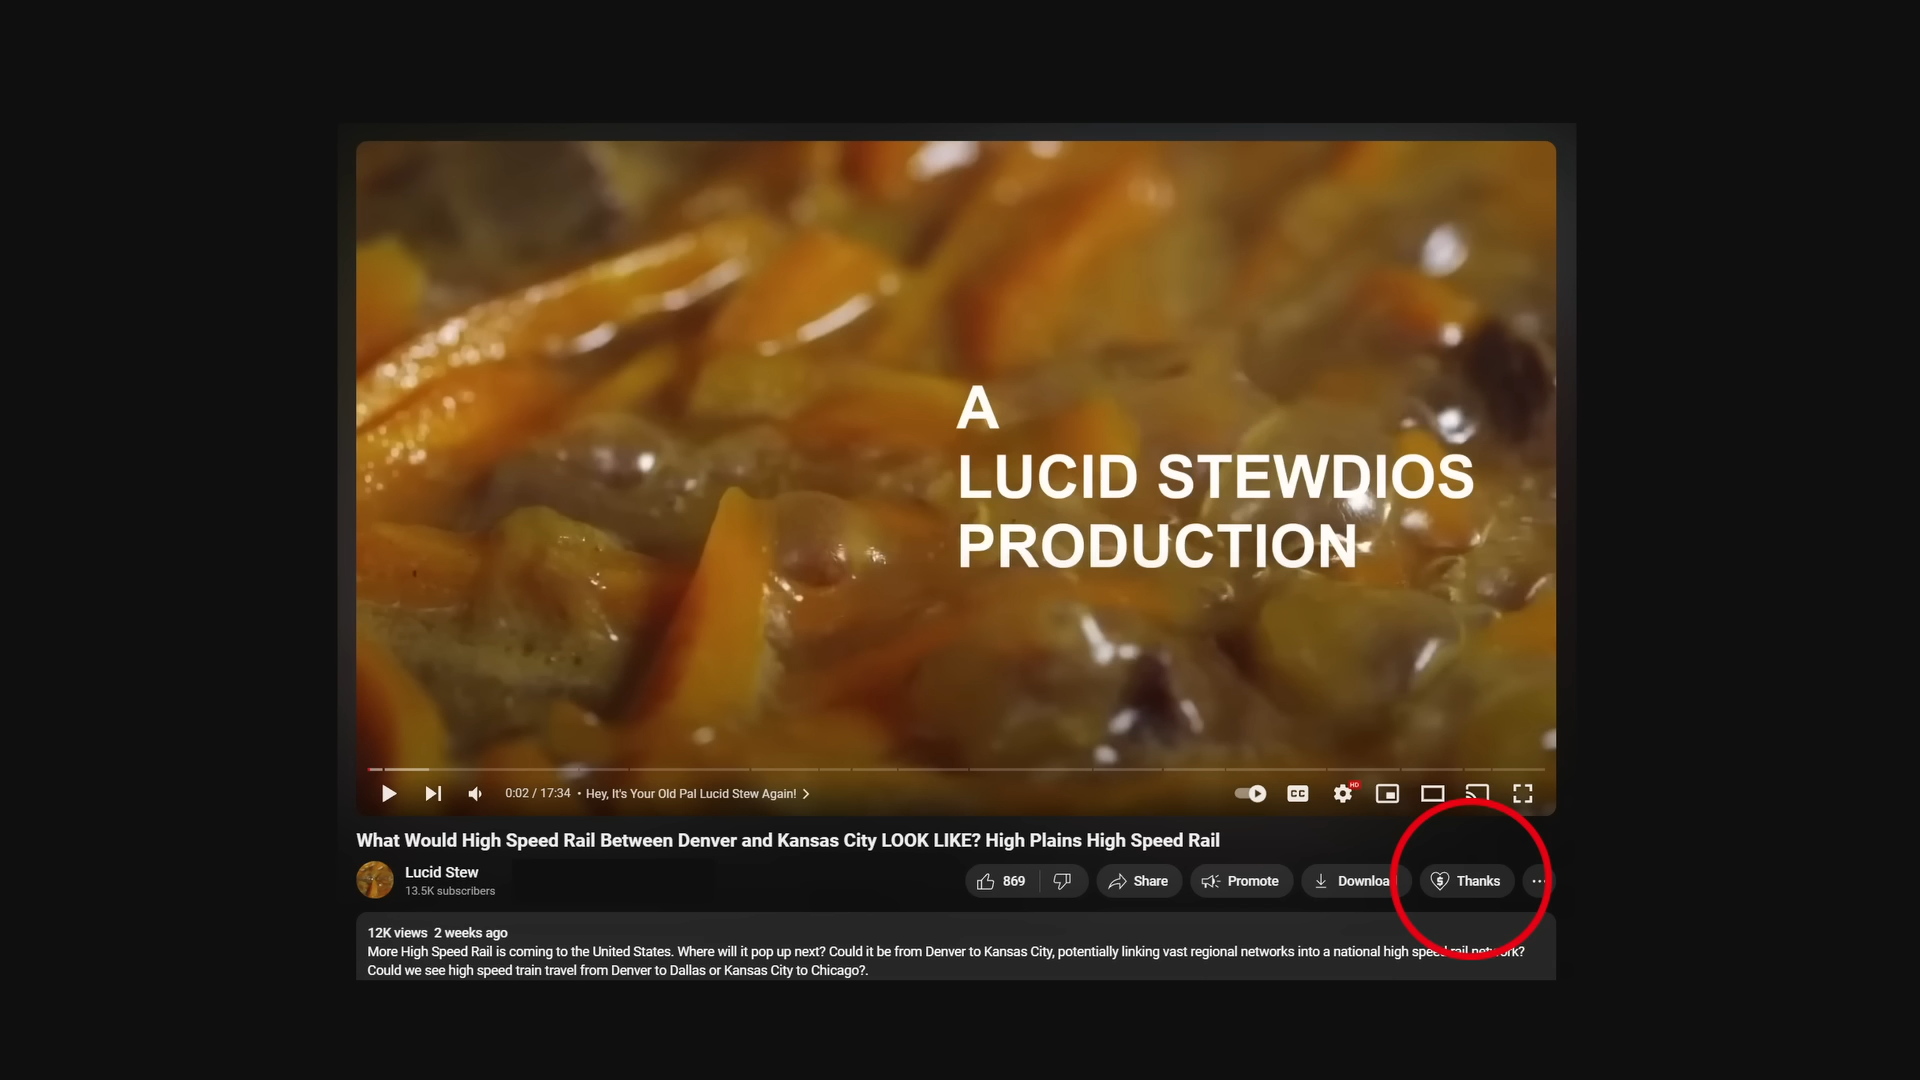 A
LUCID STEWDIOS
PRODUCTION
0:02 / 17:34 • Hey, It's Your Old Pal Lucid Stew Again!
CC
HD
What Would High Speed Rail Between Denver and Kansas City LOOK LIKE? High Plains High Speed Rail
Lucid Stew
13.5K subscribers
869
Share
Promote
Downloa
Thanks
12K views 2 weeks ago
More High Speed Rail is coming to the United States. Where will it pop up next? Could it be from Denver to Kansas City, potentially linking vast regional networks into a national high speed rail network?
Could we see high speed train travel from Denver to Dallas or Kansas City to Chicago?.